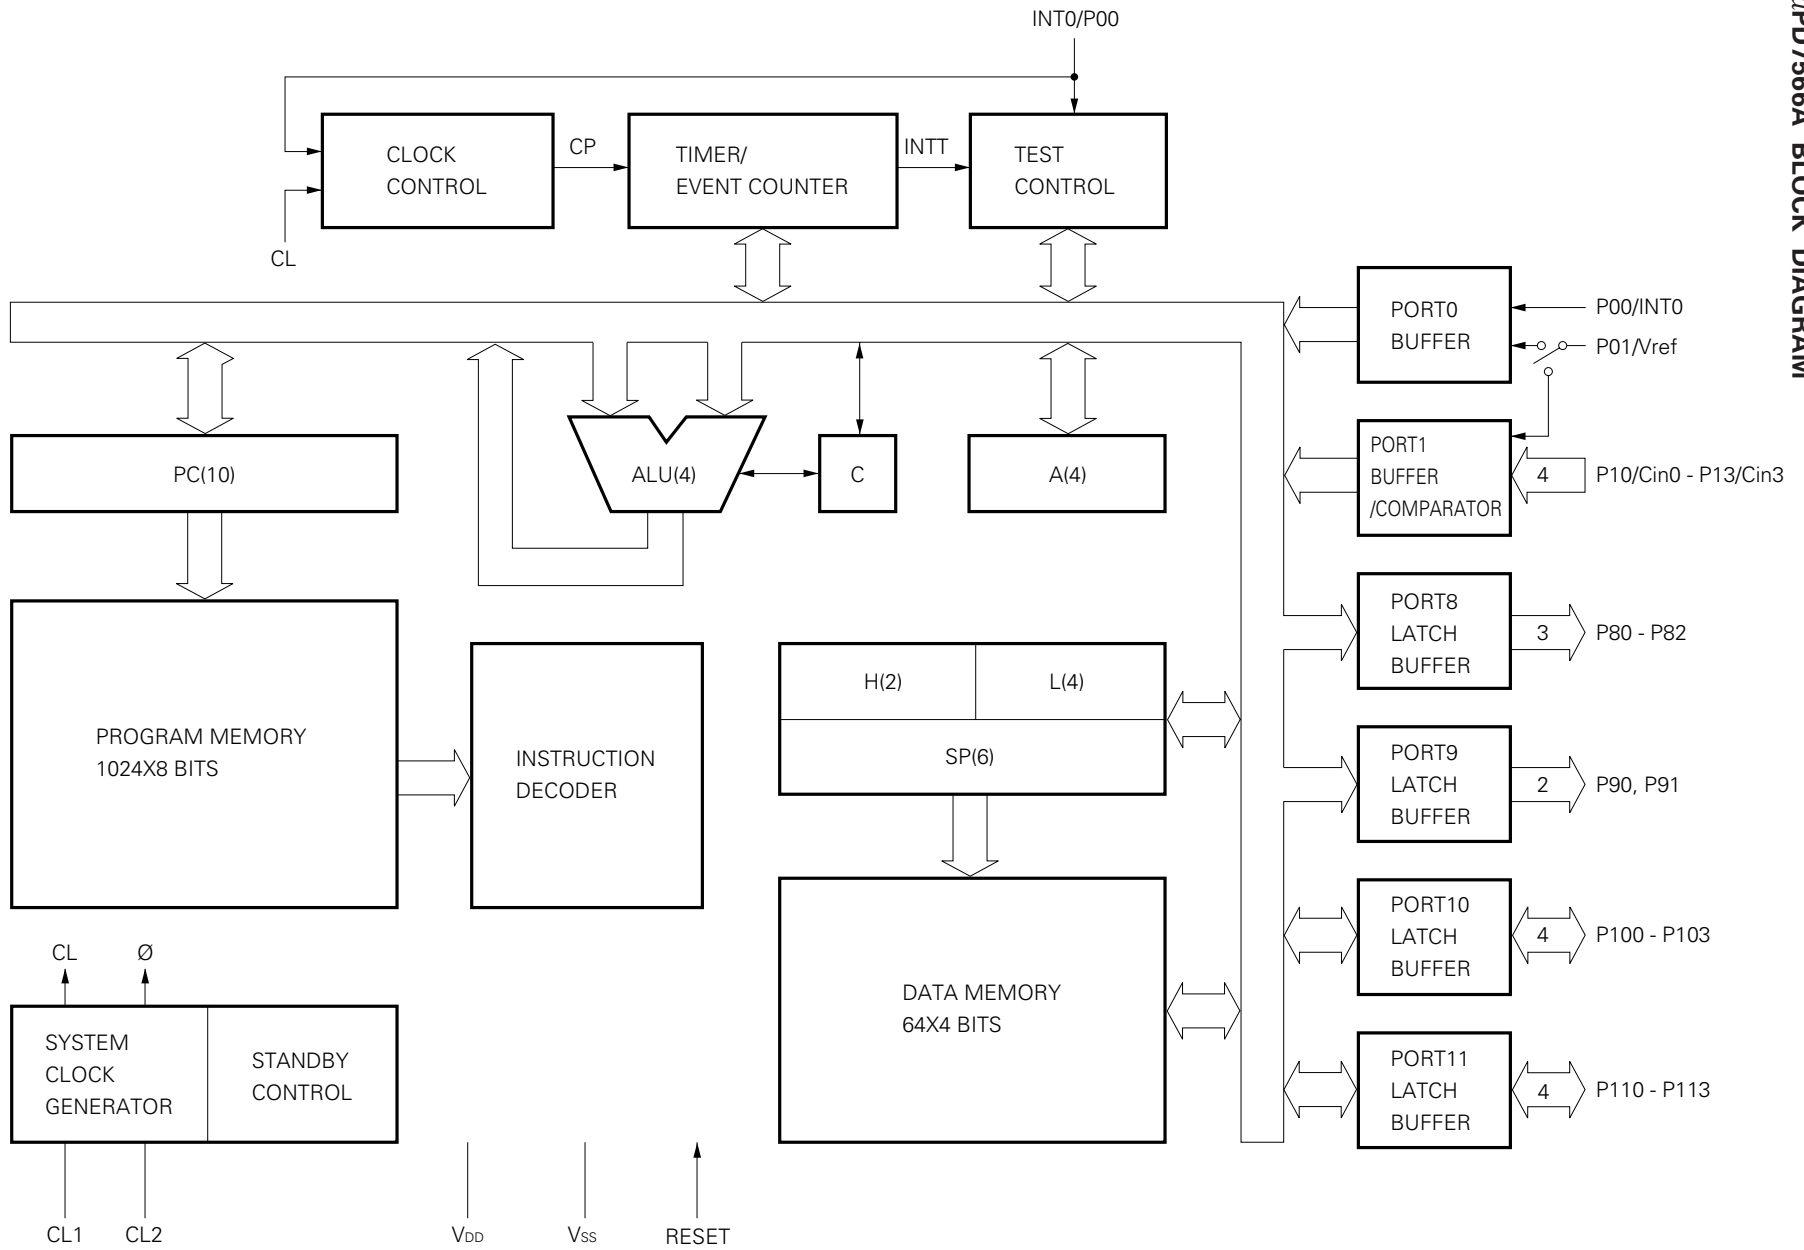 INT0/P00
µPD7566A BLOCK DIAGRAM
CLOCK
CONTROL
CP
TIMER/
EVENT COUNTER
INTT
TEST
CONTROL
CL
PORT0
BUFFER
P00/INT0
P01/Vref
PC(10)
ALU(4)
C
A(4)
PORT1
BUFFER
/COMPARATOR
4
P10/Cin0 - P13/Cin3
PORT8
LATCH
BUFFER
3
P80 - P82
H(2)
L(4)
SP(6)
PROGRAM MEMORY
1024X8 BITS
INSTRUCTION
DECODER
PORT9
LATCH
BUFFER
2
P90, P91
PORT10
LATCH
BUFFER
4
P100 - P103
CL
Ø
DATA MEMORY
64X4 BITS
SYSTEM
CLOCK
GENERATOR
STANDBY
CONTROL
PORT11
LATCH
BUFFER
4
P110 - P113
CL1
CL2
VDD
VSS
RESET